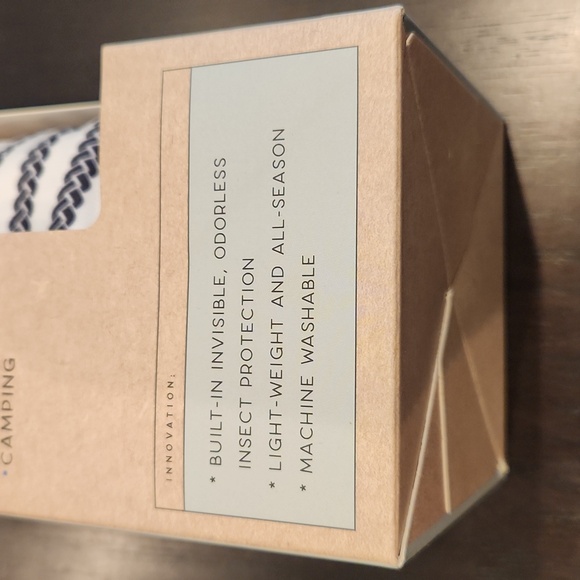 *CAMPING
INNOVATION:
* BUILT-IN INVISIBLE, ODORLESS
INSECT PROTECTION
* LIGHT-WEIGHT AND ALL-SEASON
* MACHINE WASHABLE